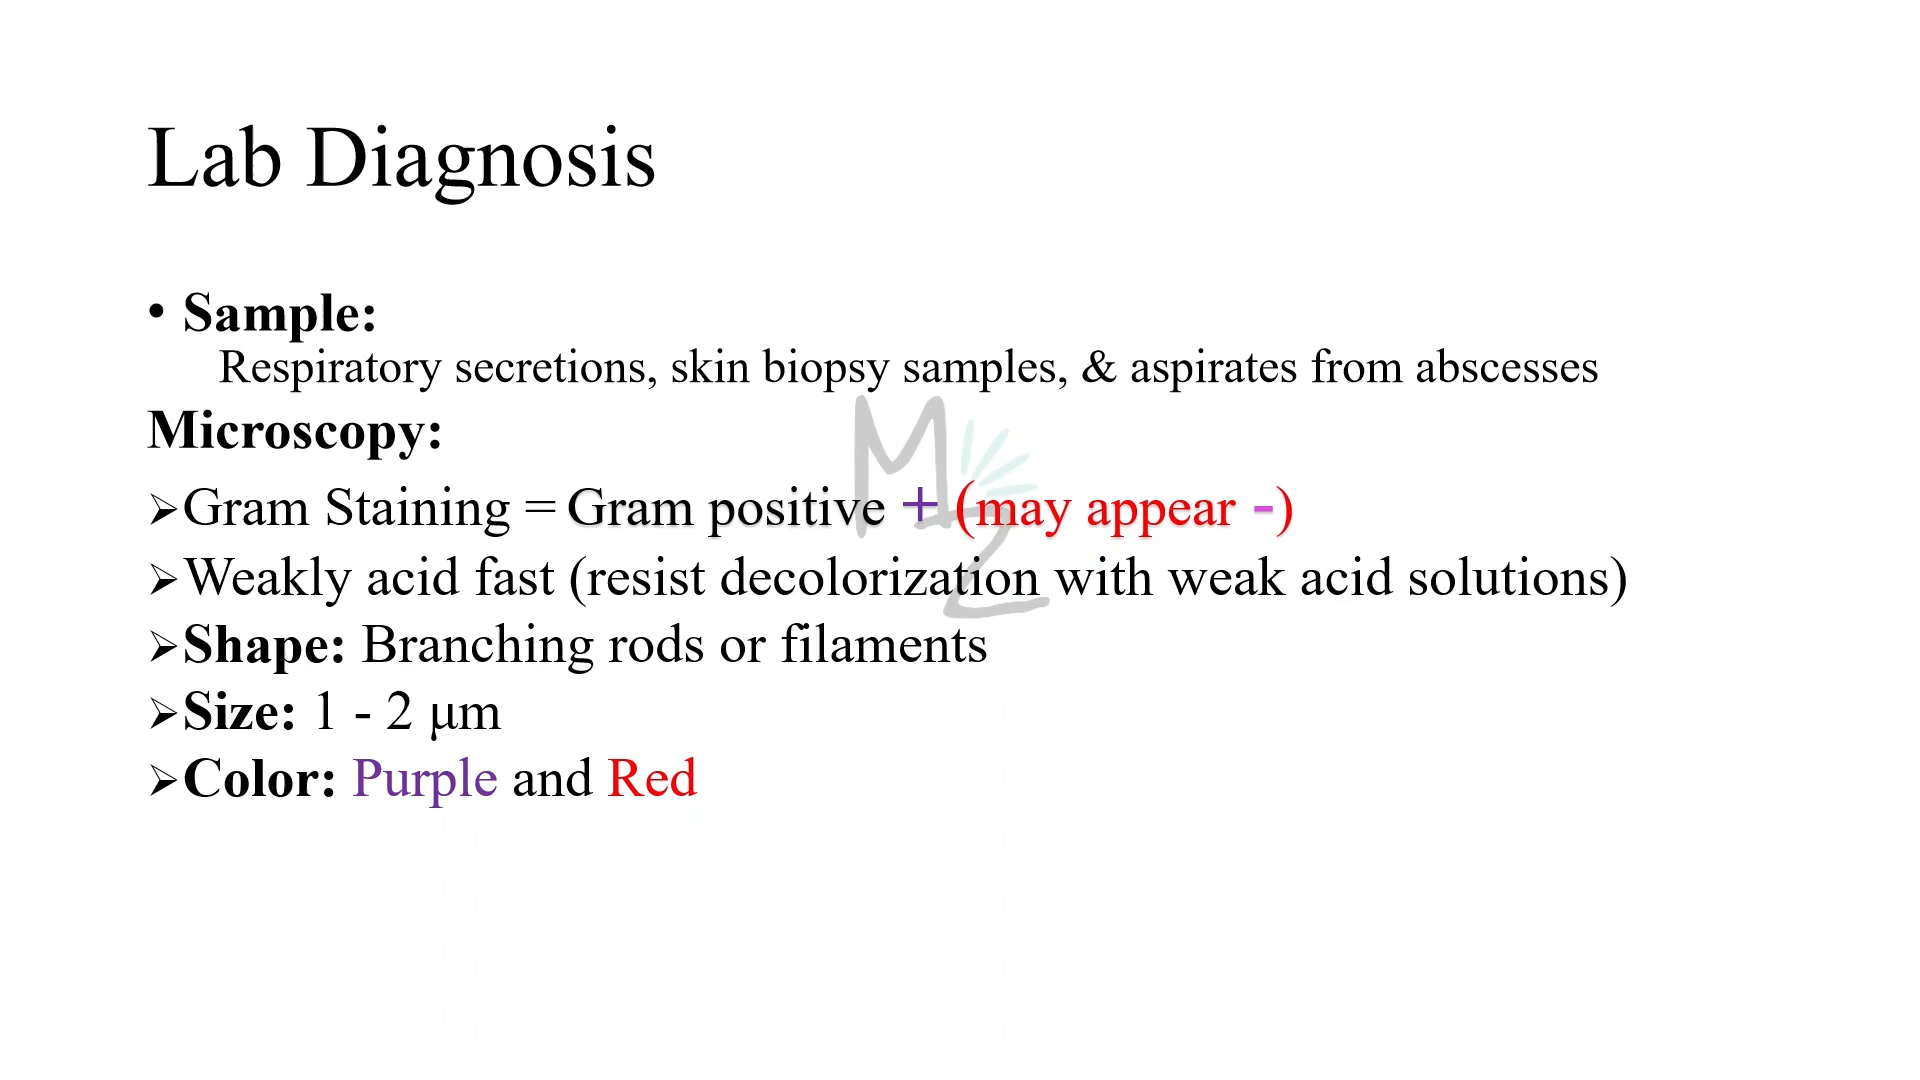 Lab Diagnosis
• Sample:
Respiratory secretions, skin biopsy samples, & aspirates from abscesses
Microscopy:
➢Gram Staining = Gram positive + (may appear -)
➢Weakly acid fast (resist decolorization with weak acid solutions)
➢Shape: Branching rods or filaments
➢Size: 1 - 2 μm
➢Color: Purple and Red
MZ